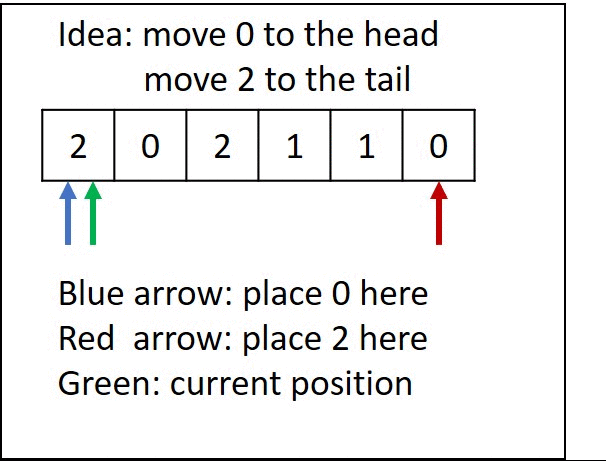 Idea: move 0 to the head
move 2 to the tail
2 0 2 1 1 0
Blue arrow: place 0 here
Red  arrow: place 2 here
Green: current position